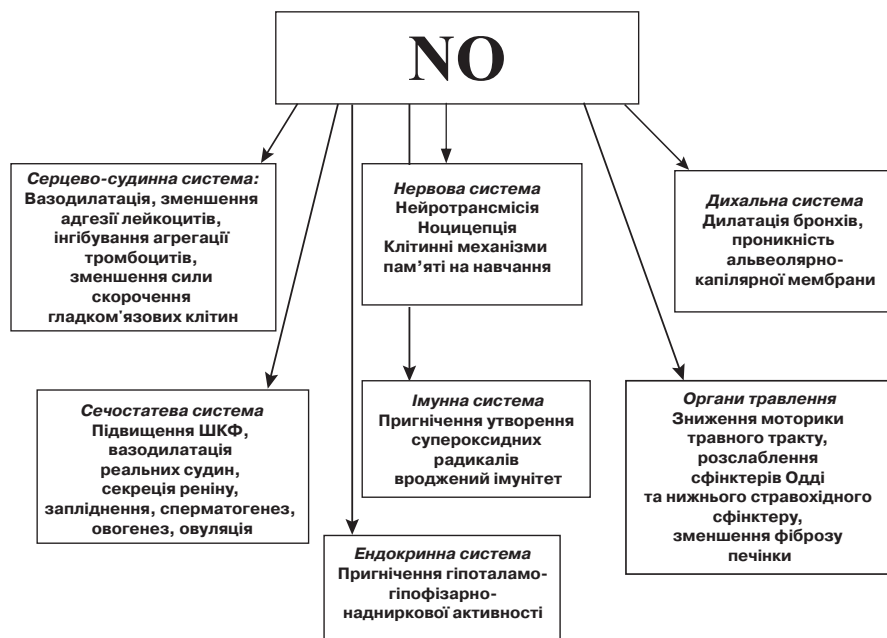 NO
Серцево-судинна система:
Вазодилатація, зменшення
адгезії лейкоцитів,
інгібування агрегації
тромбоцитів,
зменшення сили
скорочення
гладком'язових клітин
Нервова система
Нейротрансмісія
Ноцицепція
Клітинні механізми
пам’яті на навчання
Дихальна система
Дилатація бронхів,
проникність
альвеолярно-
капілярної мембрани
Сечостатева система
Підвищення ШКФ,
вазодилатація
реальних судин,
секреція реніну,
запліднення, сперматогенез,
овогенез, овуляція
Імунна система
Пригнічення утворення
супероксидних
радикалів
вроджений імунітет
Органи травлення
Зниження моторики
травного тракту,
розслаблення
сфінктерів Одді
та нижнього стравохідного
сфінктеру,
зменшення фіброзу
печінки
Ендокринна система
Пригнічення гіпоталамо-
гіпофізарно-
надниркової активності